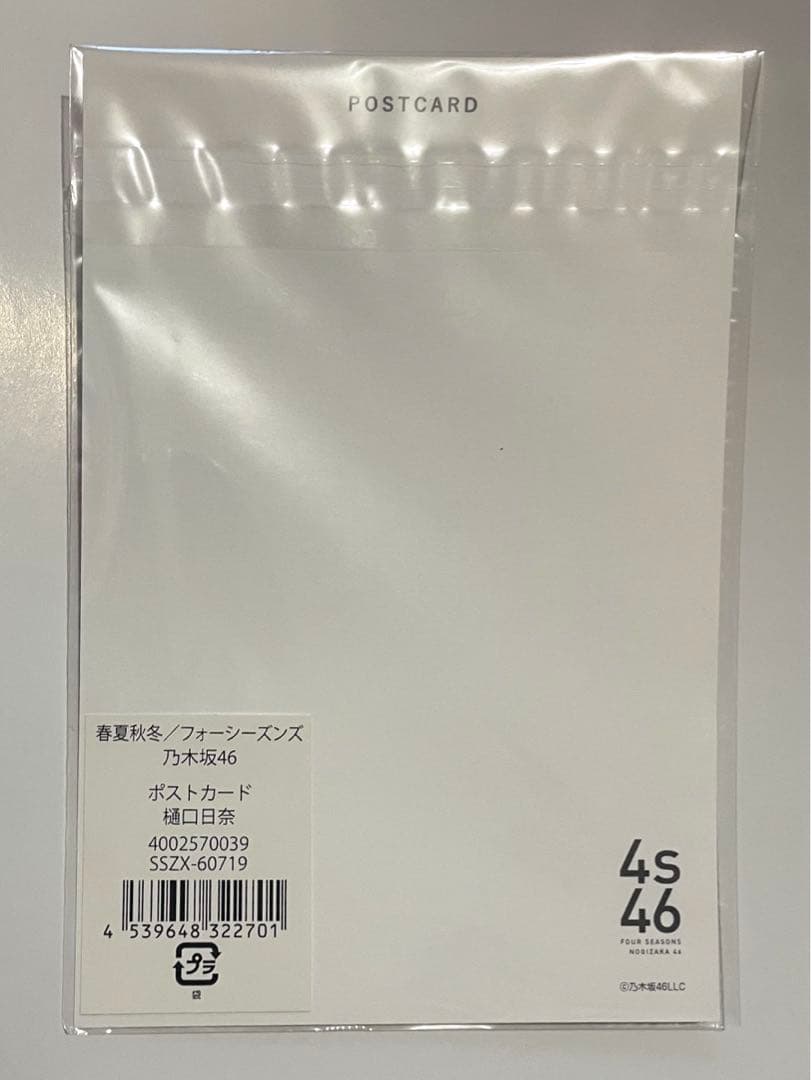 POSTCARD
春夏秋冬／フォーシーズンズ
乃木坂46
ポストカード
樋口日奈
4002570039
SSZX-60719
4 539648 322701
プラ
袋
4s
46
FOUR SEASONS
NOGIZAKA 46
©乃木坂46LLC